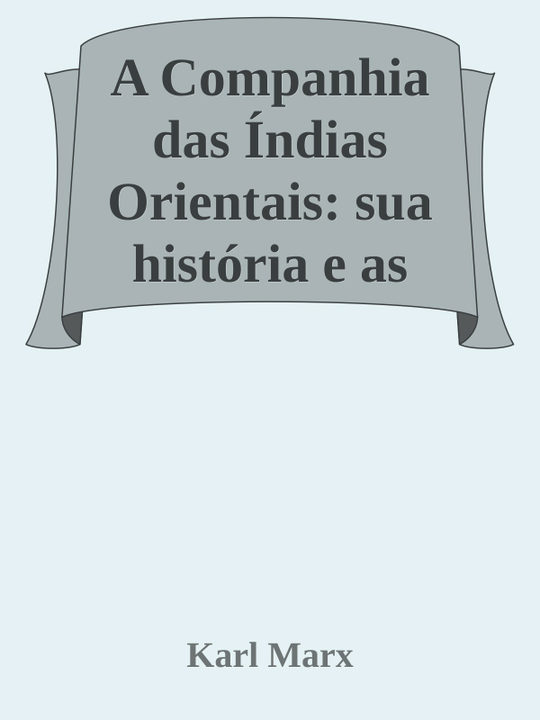 A Companhia
das Índias
Orientais: sua
história e as
Karl Marx